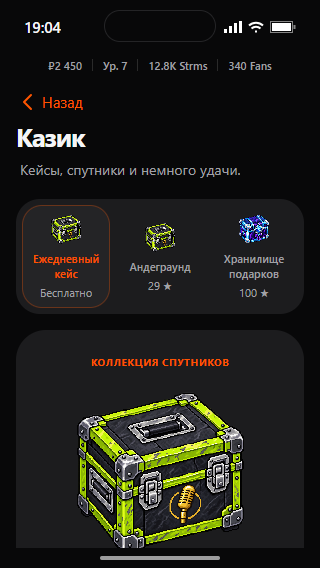 19:04
₽2 450 Ур. 7 12.8K Strms 340 Fans
Назад
Казик
Кейсы, спутники и немного удачи.
Ежедневный кейс
Бесплатно
Андеграунд
29 ★
Хранилище подарков
100 ★
КОЛЛЕКЦИЯ СПУТНИКОВ